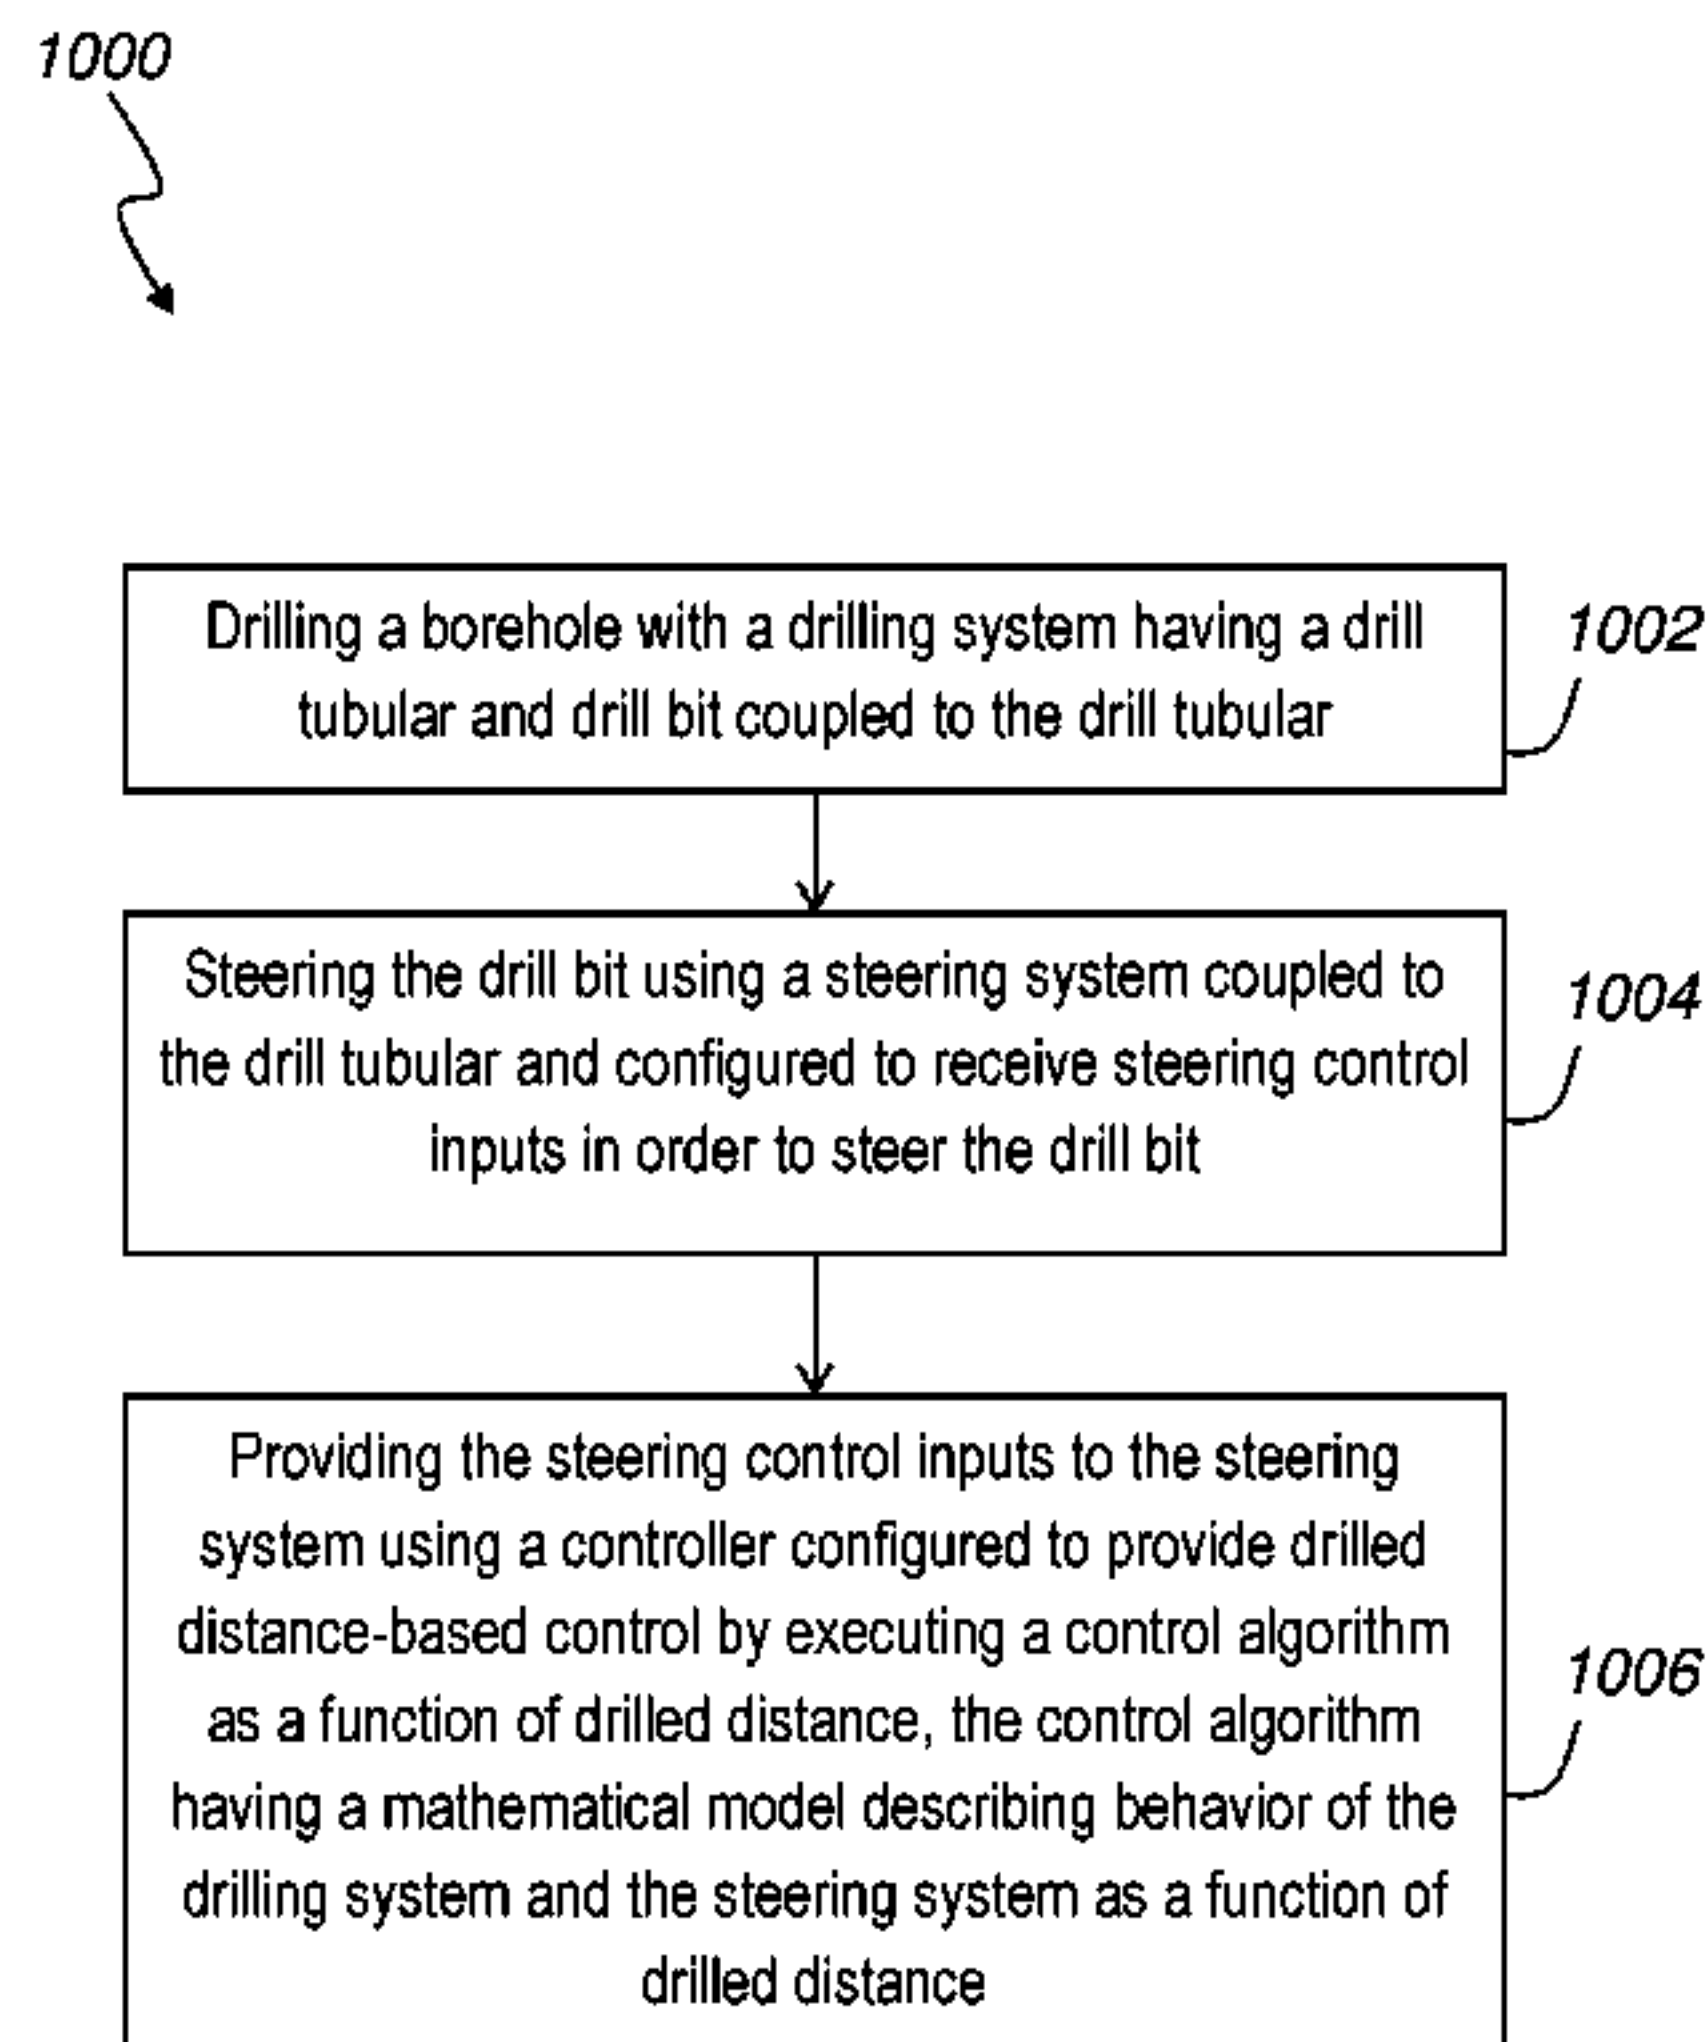 1000
Drilling a borehole with a drilling system having a drill
tubular and drill bit coupled to the drill tubular
1002
Steering the drill bit using a steering system coupled to
the drill tubular and configured to receive steering control
inputs in order to steer the drill bit
1004
Providing the steering control inputs to the steering
system using a controller configured to provide drilled
distance-based control by executing a control algorithm
as a function of drilled distance, the control algorithm
having a mathematical model describing behavior of the
drilling system and the steering system as a function of
drilled distance
1006